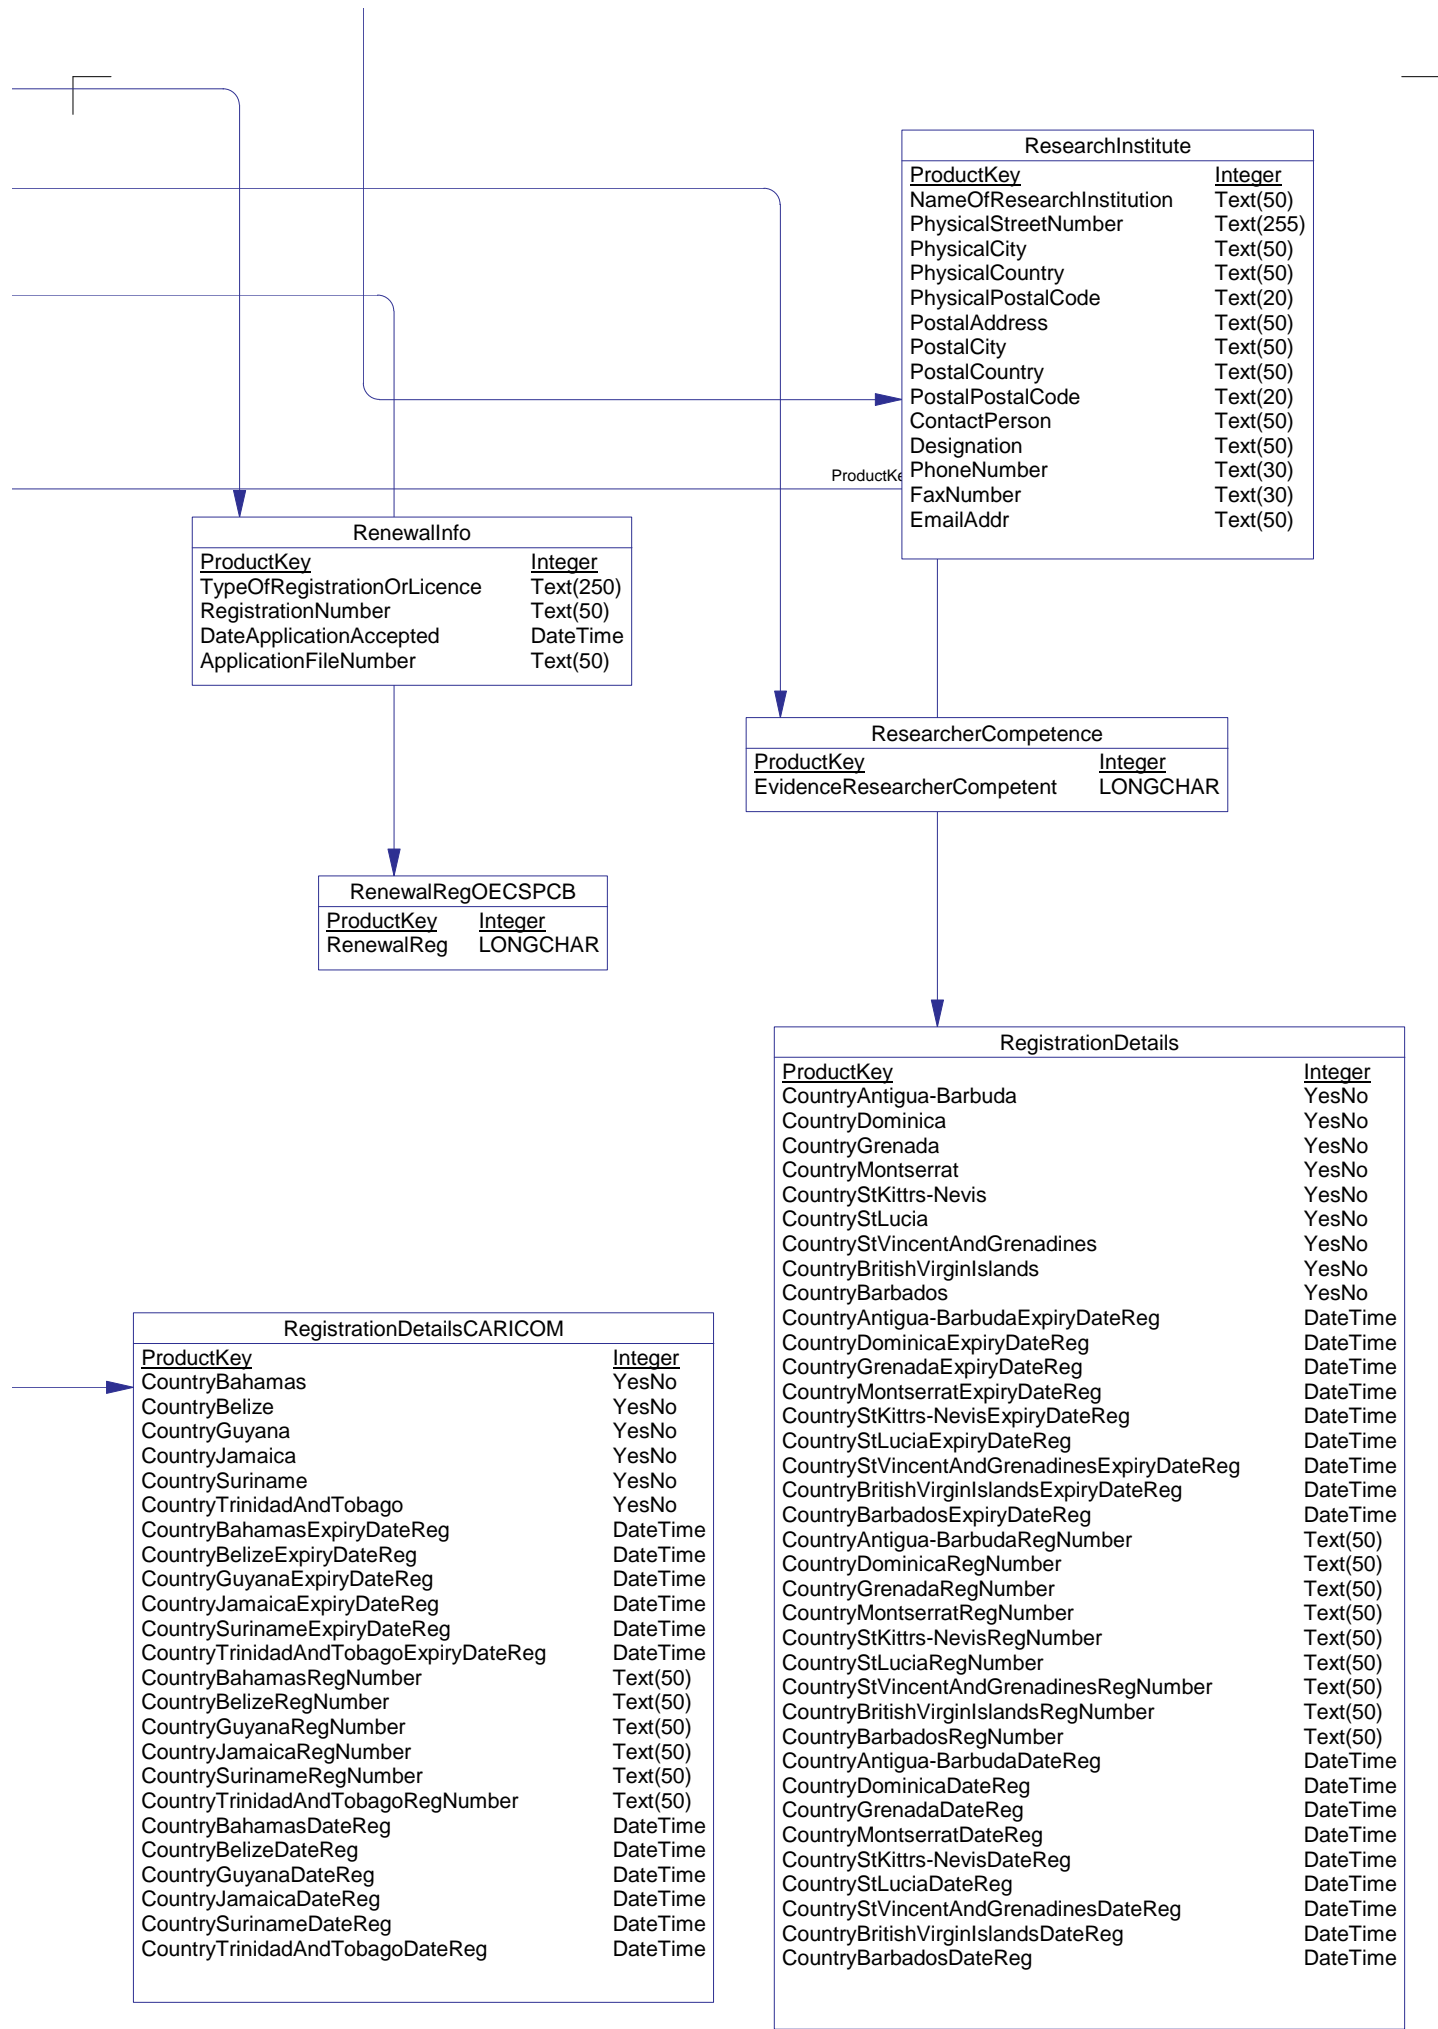 ResearchInstitute
ProductKey Integer
NameOfResearchInstitution Text(50)
PhysicalStreetNumber Text(255)
PhysicalCity Text(50)
PhysicalCountry Text(50)
PhysicalPostalCode Text(20)
PostalAddress Text(50)
PostalCity Text(50)
PostalCountry Text(50)
PostalPostalCode Text(20)
ContactPerson Text(50)
Designation Text(50)
PhoneNumber Text(30)
FaxNumber Text(30)
EmailAddr Text(50)
ProductKe
RenewalInfo
ProductKey Integer
TypeOfRegistrationOrLicence Text(250)
RegistrationNumber Text(50)
DateApplicationAccepted DateTime
ApplicationFileNumber Text(50)
ResearcherCompetence
ProductKey Integer
EvidenceResearcherCompetent LONGCHAR
RenewalRegOECSPCB
ProductKey Integer
RenewalReg LONGCHAR
RegistrationDetails
ProductKey Integer
CountryAntigua-Barbuda YesNo
CountryDominica YesNo
CountryGrenada YesNo
CountryMontserrat YesNo
CountryStKittrs-Nevis YesNo
CountryStLucia YesNo
CountryStVincentAndGrenadines YesNo
CountryBritishVirginIslands YesNo
CountryBarbados YesNo
CountryAntigua-BarbudaExpiryDateReg DateTime
CountryDominicaExpiryDateReg DateTime
CountryGrenadaExpiryDateReg DateTime
CountryMontserratExpiryDateReg DateTime
CountryStKittrs-NevisExpiryDateReg DateTime
CountryStLuciaExpiryDateReg DateTime
CountryStVincentAndGrenadinesExpiryDateReg DateTime
CountryBritishVirginIslandsExpiryDateReg DateTime
CountryBarbadosExpiryDateReg DateTime
CountryAntigua-BarbudaRegNumber Text(50)
CountryDominicaRegNumber Text(50)
CountryGrenadaRegNumber Text(50)
CountryMontserratRegNumber Text(50)
CountryStKittrs-NevisRegNumber Text(50)
CountryStLuciaRegNumber Text(50)
CountryStVincentAndGrenadinesRegNumber Text(50)
CountryBritishVirginIslandsRegNumber Text(50)
CountryBarbadosRegNumber Text(50)
CountryAntigua-BarbudaDateReg DateTime
CountryDominicaDateReg DateTime
CountryGrenadaDateReg DateTime
CountryMontserratDateReg DateTime
CountryStKittrs-NevisDateReg DateTime
CountryStLuciaDateReg DateTime
CountryStVincentAndGrenadinesDateReg DateTime
CountryBritishVirginIslandsDateReg DateTime
CountryBarbadosDateReg DateTime
RegistrationDetailsCARICOM
ProductKey Integer
CountryBahamas YesNo
CountryBelize YesNo
CountryGuyana YesNo
CountryJamaica YesNo
CountrySuriname YesNo
CountryTrinidadAndTobago YesNo
CountryBahamasExpiryDateReg DateTime
CountryBelizeExpiryDateReg DateTime
CountryGuyanaExpiryDateReg DateTime
CountryJamaicaExpiryDateReg DateTime
CountrySurinameExpiryDateReg DateTime
CountryTrinidadAndTobagoExpiryDateReg DateTime
CountryBahamasRegNumber Text(50)
CountryBelizeRegNumber Text(50)
CountryGuyanaRegNumber Text(50)
CountryJamaicaRegNumber Text(50)
CountrySurinameRegNumber Text(50)
CountryTrinidadAndTobagoRegNumber Text(50)
CountryBahamasDateReg DateTime
CountryBelizeDateReg DateTime
CountryGuyanaDateReg DateTime
CountryJamaicaDateReg DateTime
CountrySurinameDateReg DateTime
CountryTrinidadAndTobagoDateReg DateTime